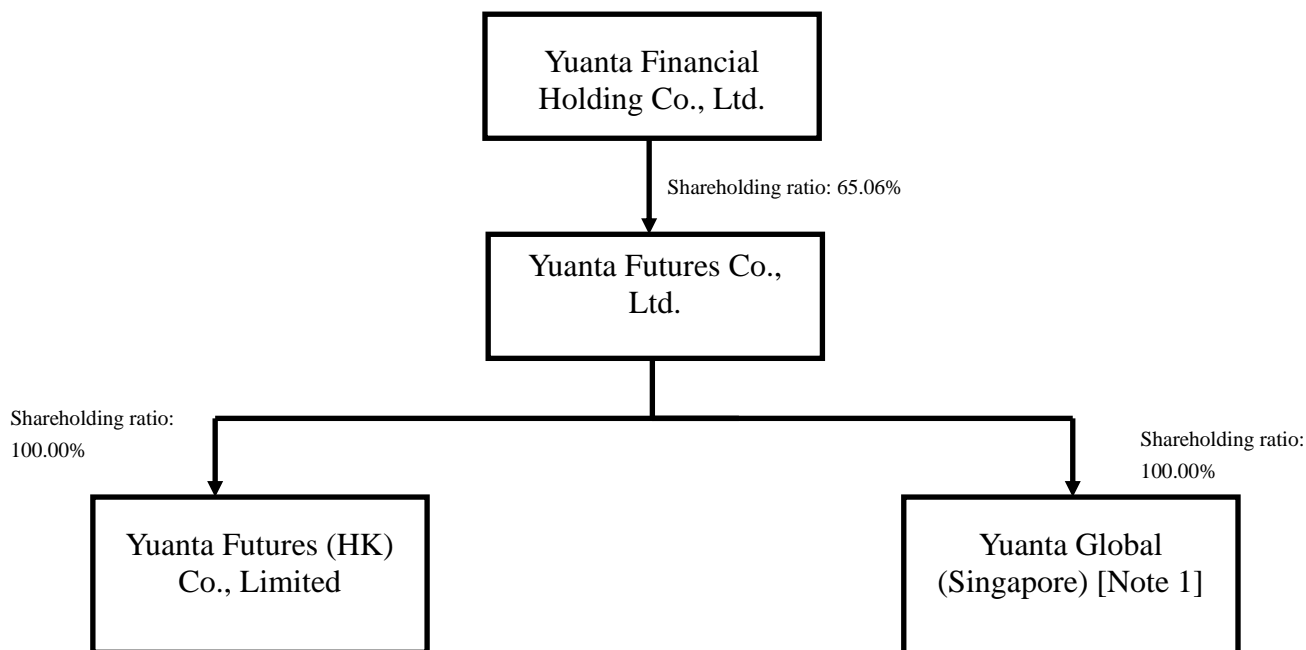 Yuanta Financial
Holding Co., Ltd.
Shareholding ratio: 65.06%
Yuanta Futures Co.,
Ltd.
Shareholding ratio:
100.00%
Shareholding ratio:
100.00%
Yuanta Futures (HK)
Co., Limited
Yuanta Global
(Singapore) [Note 1]